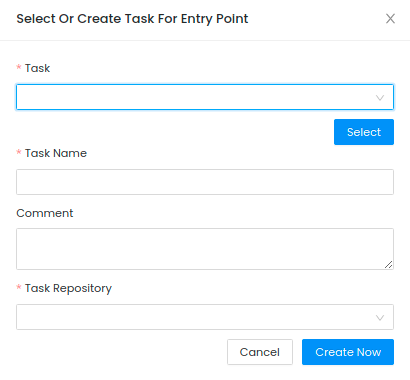 Select Or Create Task For Entry Point
* Task
Select
* Task Name
Comment
* Task Repository
Cancel Create Now